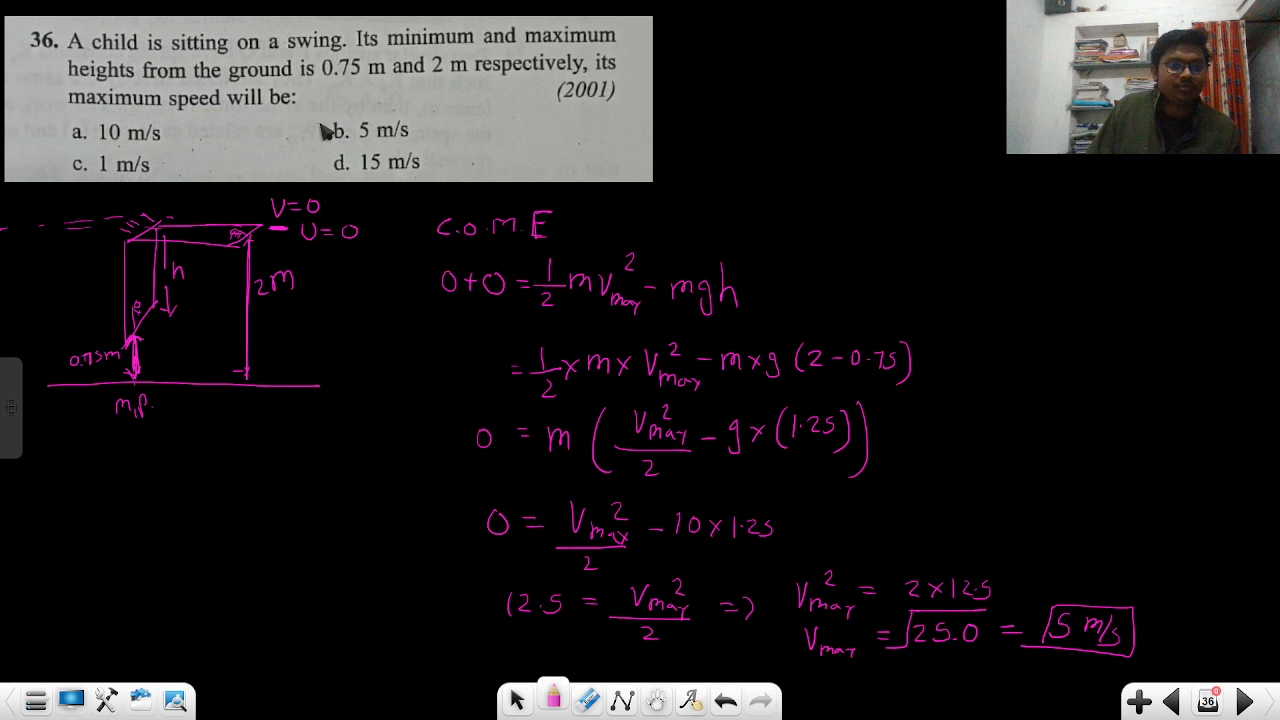 36. A child is sitting on a swing. Its minimum and maximum
heights from the ground is 0.75 m and 2 m respectively, its
maximum speed will be: (2001)
a. 10 m/s b. 5 m/s
c. 1 m/s d. 15 m/s
V=0
U=0
h
2m
0.75m
M.P.
C.O.M.E
0+0 = 1/2 m V²max - mgh
= 1/2 × m × V²max - m×g (2-0.75)
0 = m ( V²max/2 - g×(1.25))
0 = V²max/2 - 10×1.25
12.5 = V²max/2 => V²max = 2×12.5
Vmax = √25.0 = 5 m/s
36